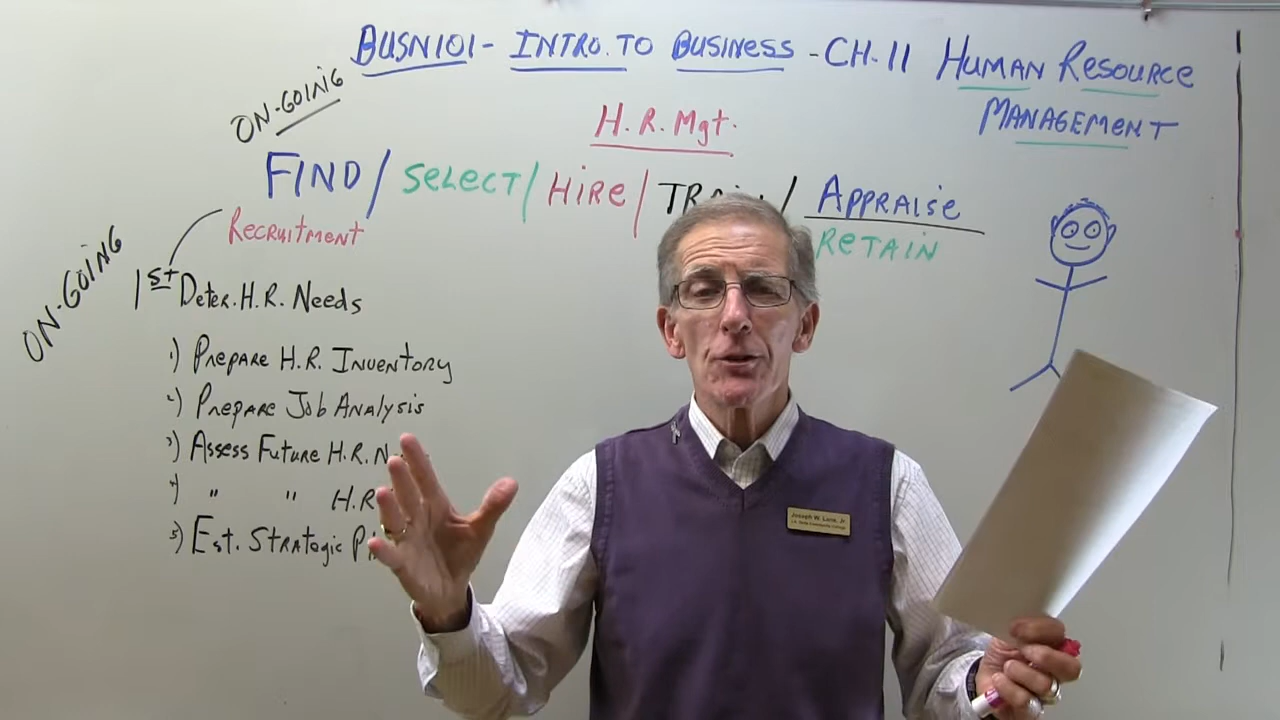 BUSN101- INTRO. TO BUSINESS - CH.11 HUMAN RESOURCE
MANAGEMENT
ON-GOING
H.R. Mgt.
FIND / SELECT / HIRE / / APPRAISE
RECRUITMENT
RETAIN
ON-GOING
1st DETER. H.R. NEEDS
1) PREPARE H.R. INVENTORY
2) PREPARE JOB ANALYSIS
3) ASSESS FUTURE H.R.
4) " " H.R
5) EST. STRATEGIC
Joseph W.